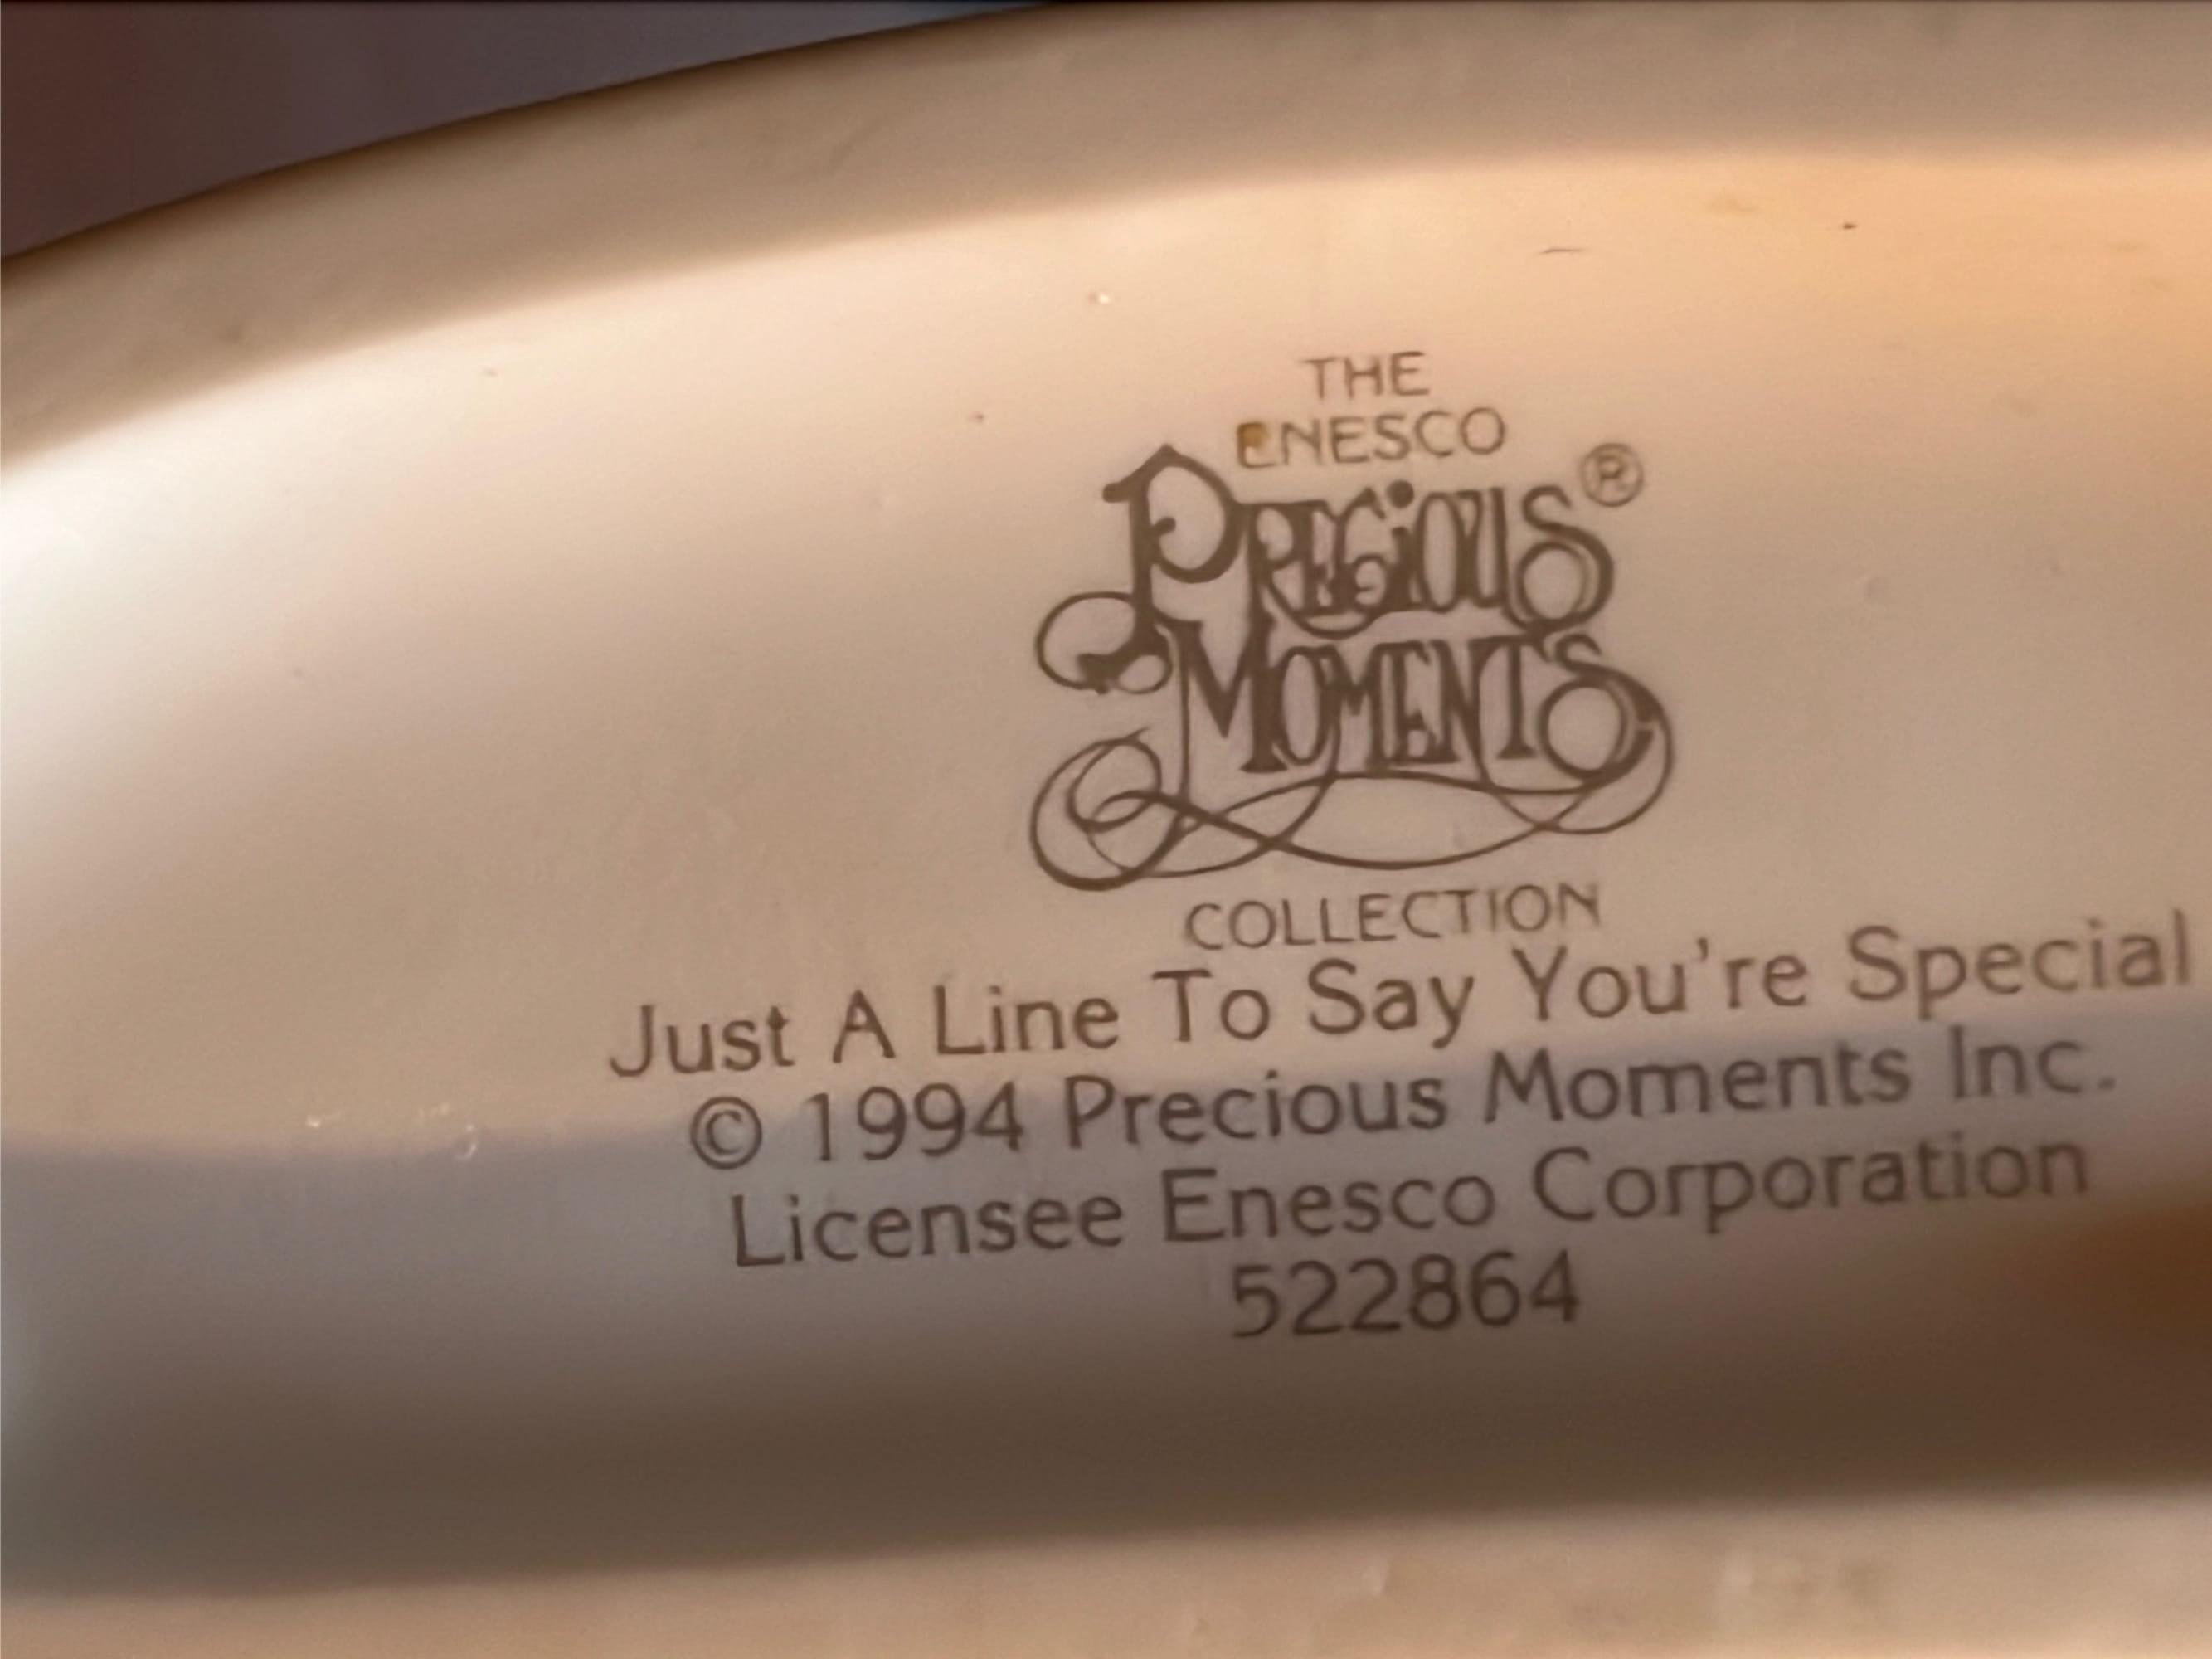 THE
ENESCO
PRECiOUS®
MOMENTS
COLLECTION
Just A Line To Say You're Special
© 1994 Precious Moments Inc.
Licensee Enesco Corporation
522864